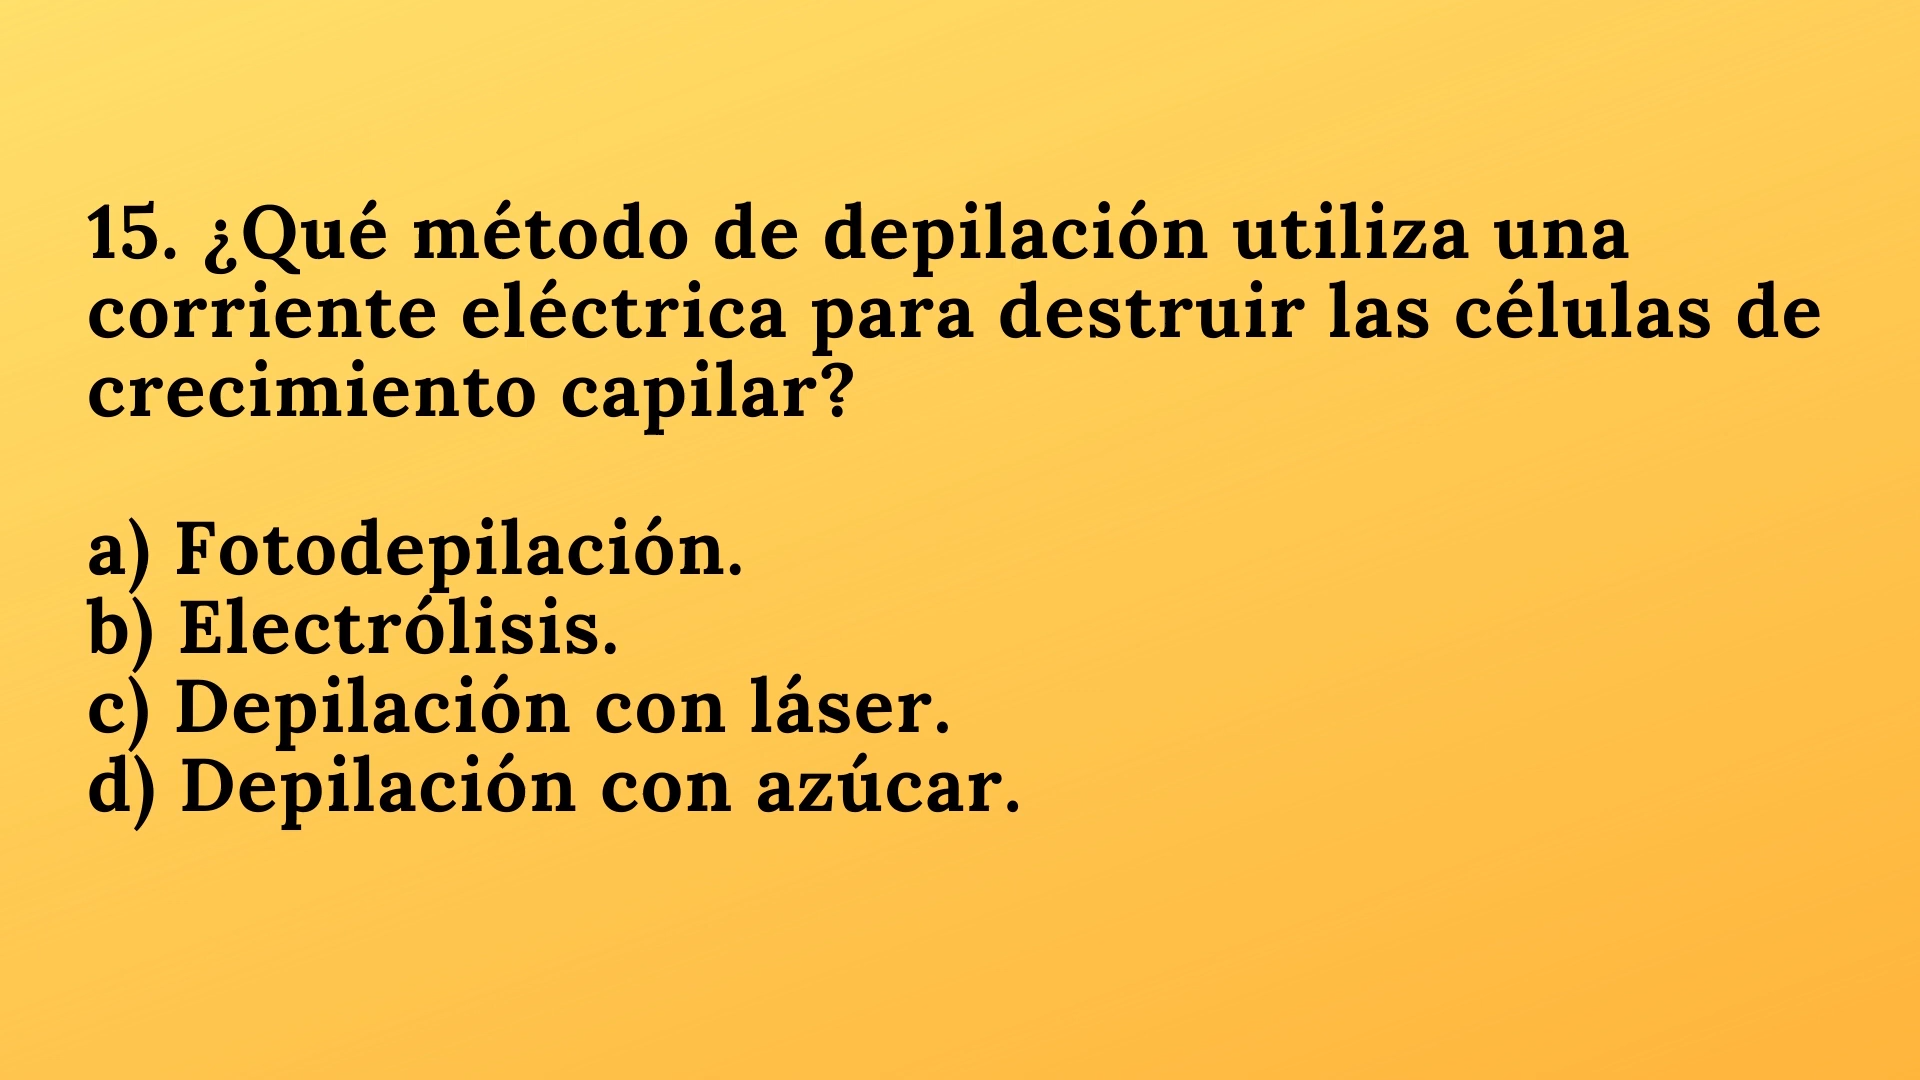 15. ¿Qué método de depilación utiliza una
corriente eléctrica para destruir las células de
crecimiento capilar?
a) Fotodepilación.
b) Electrólisis.
c) Depilación con láser.
d) Depilación con azúcar.